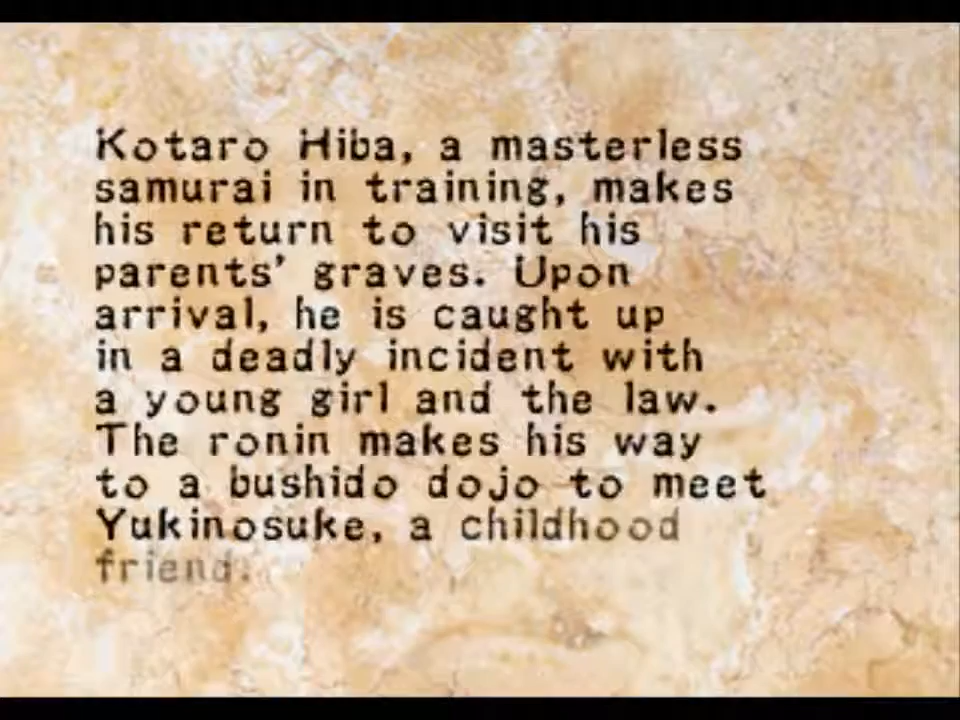 Kotaro Hiba, a masterless
samurai in training, makes
his return to visit his
parents' graves. Upon
arrival, he is caught up
in a deadly incident with
a young girl and the law.
The ronin makes his way
to a bushido dojo to meet
Yukinosuke, a childhood
friend.